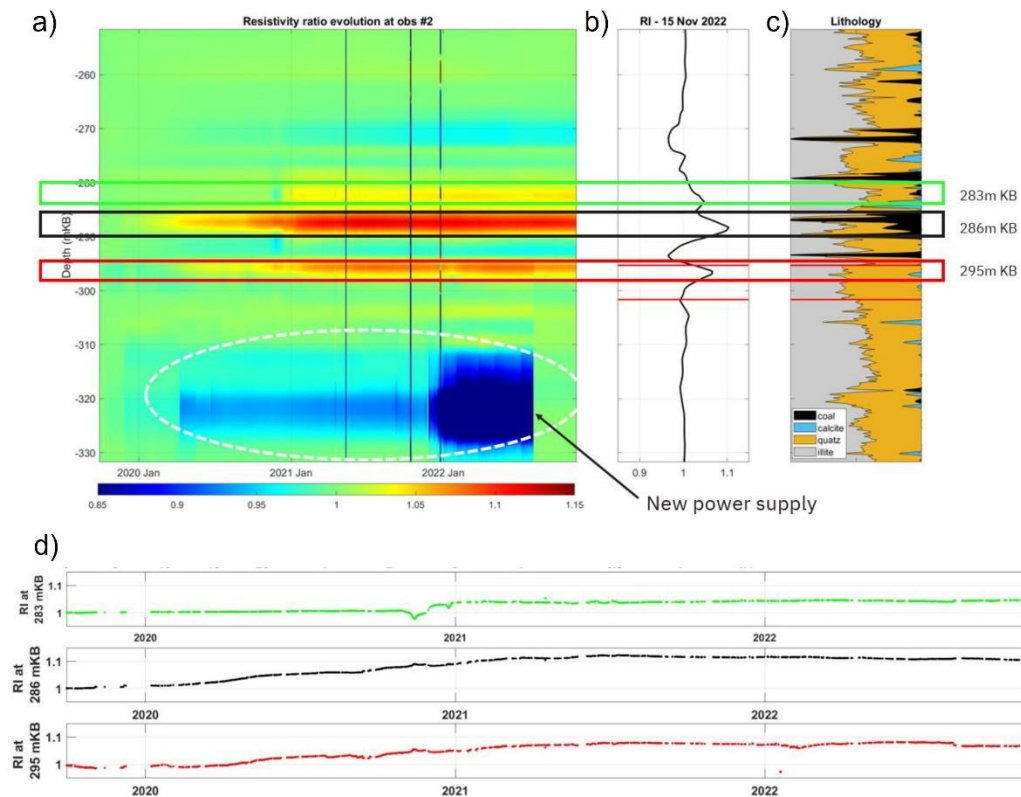 a)
Resistivity ratio evolution at obs #2
b)
RI - 15 Nov 2022
c)
Lithology
-260
-270
-280
283m KB
286m KB
-290
Depth (mKB)
295m KB
-300
-310
-320
-330
coal
calcite
quatz
illite
2020 Jan
2021 Jan
2022 Jan
0.9
1
1.1
0.85
0.9
0.95
1
1.05
1.1
1.15
New power supply
d)
RI at
283 mKB
1.1
1
2020
2021
2022
RI at
286 mKB
1.1
1
2020
2021
2022
RI at
295 mKB
1.1
1
2020
2021
2022